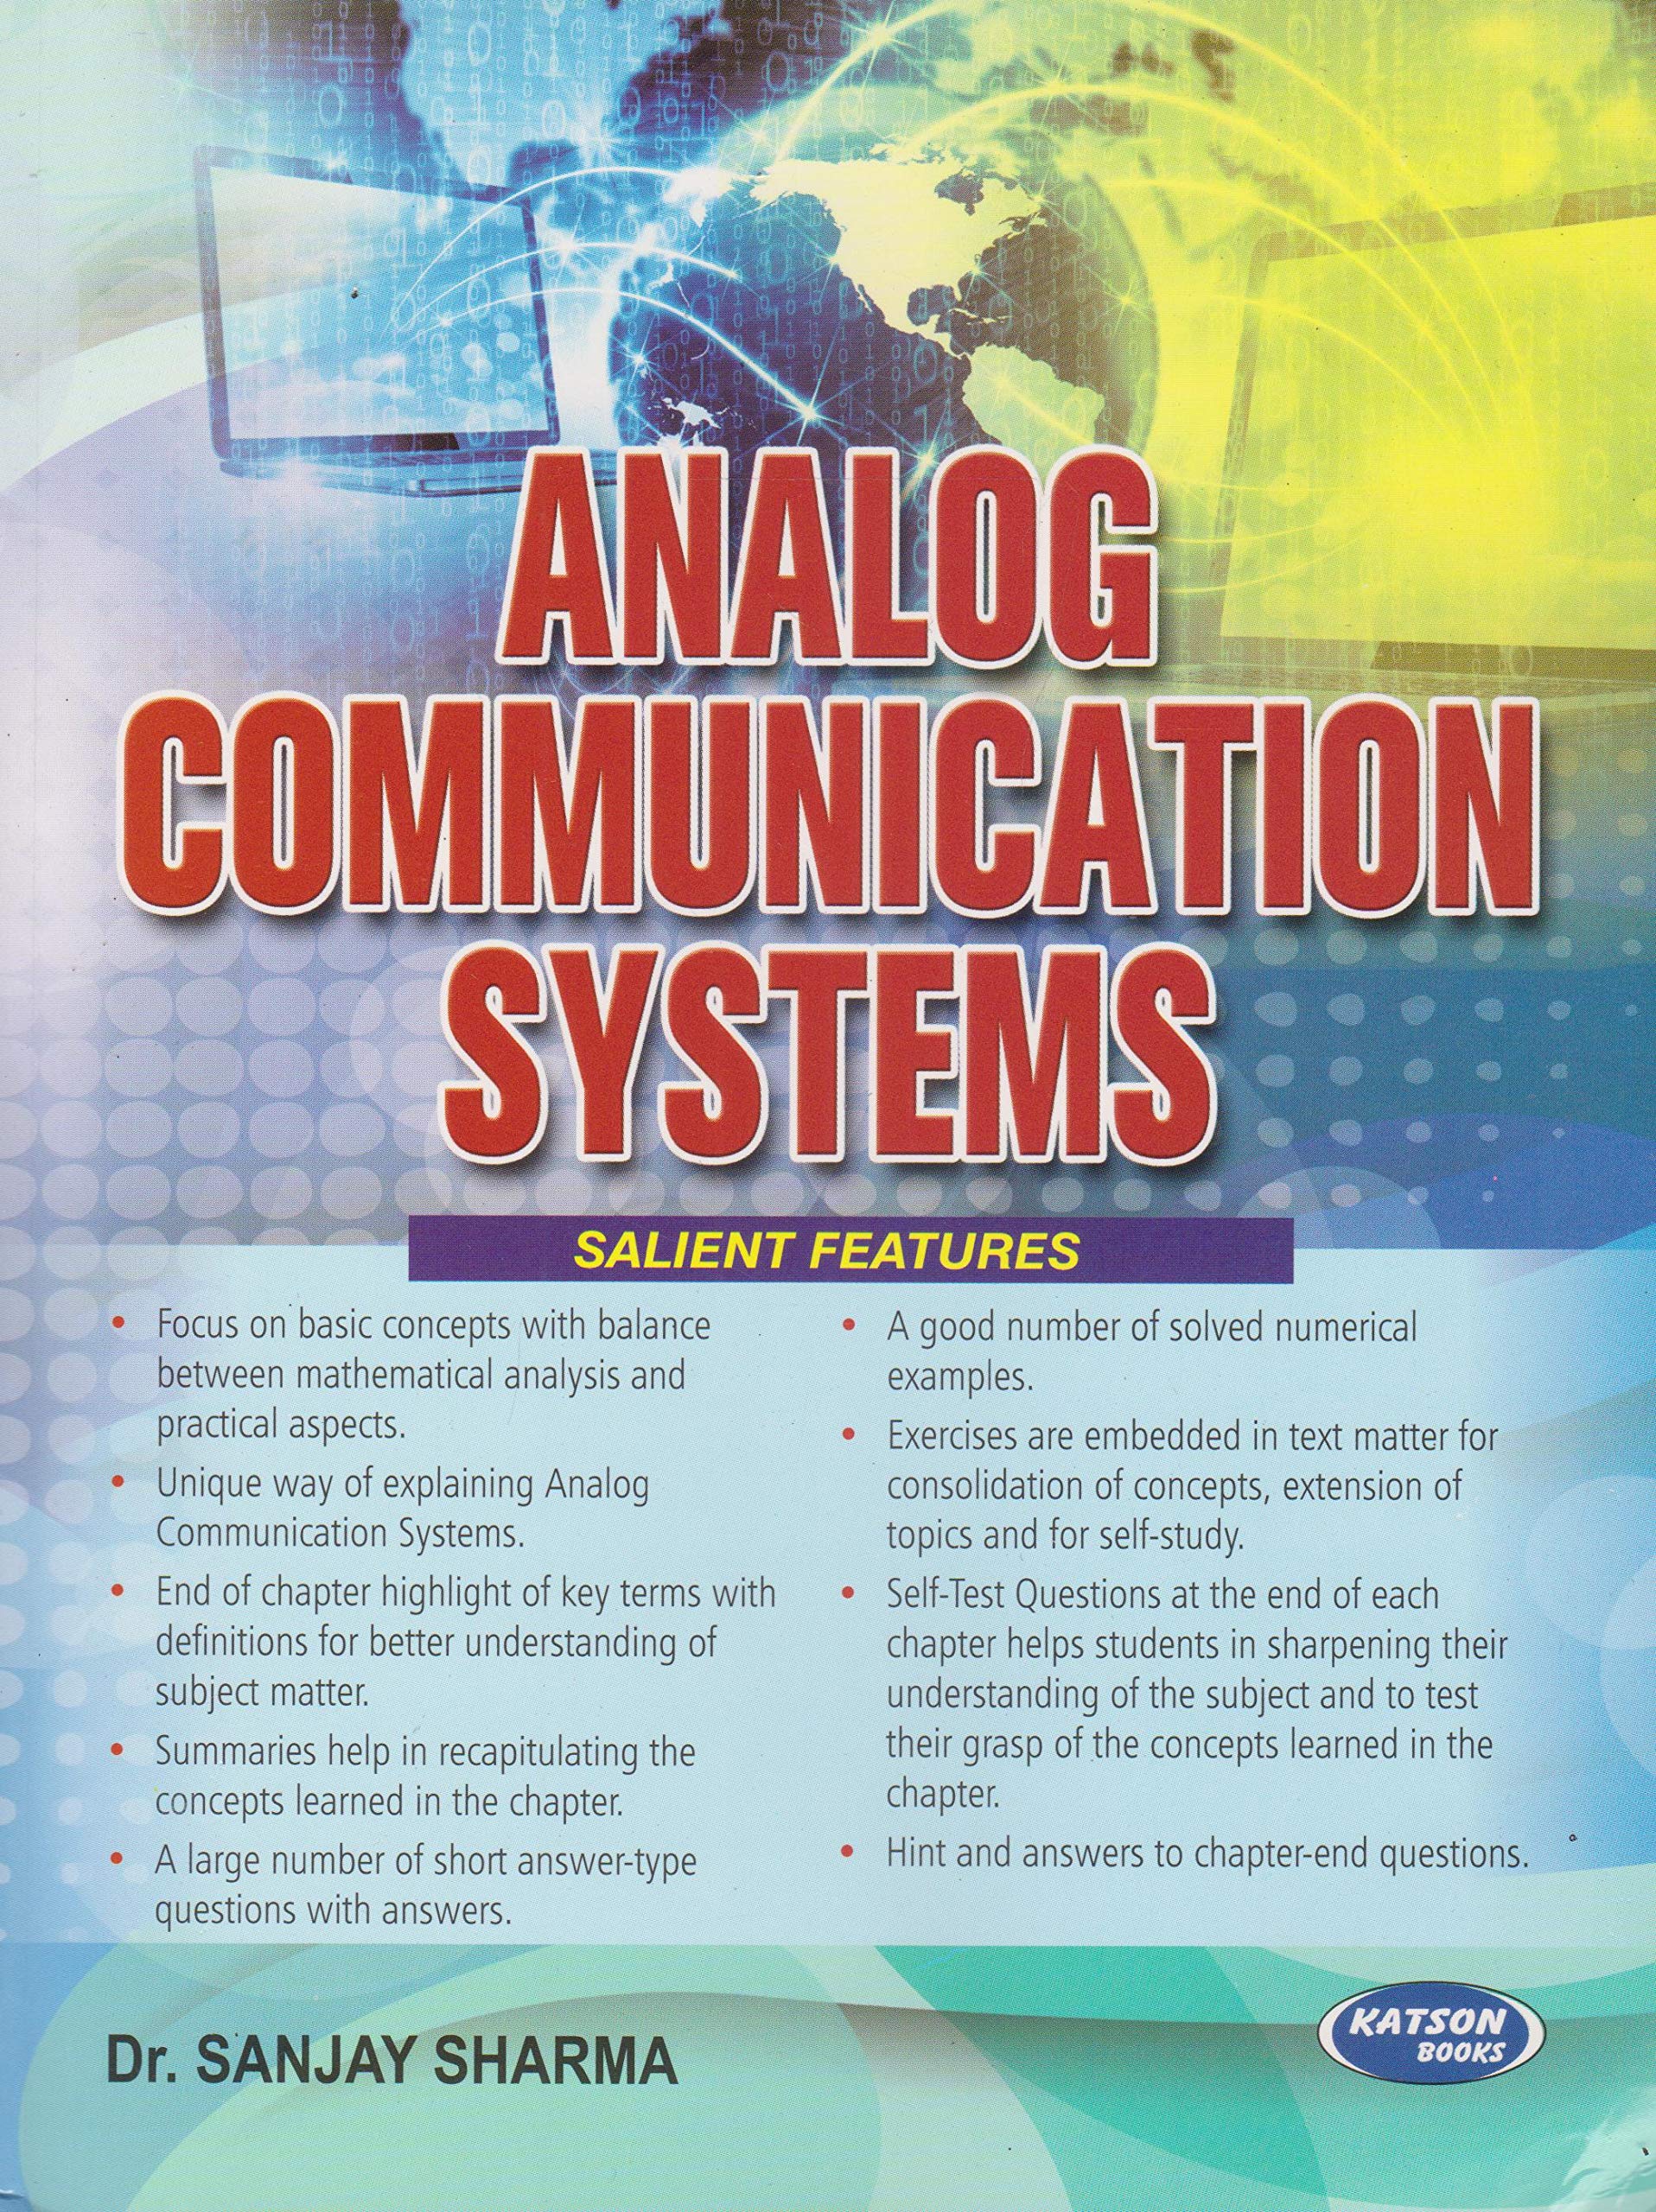 ANALOG
COMMUNICATION
SYSTEMS
SALIENT FEATURES
• Focus on basic concepts with balance
between mathematical analysis and
practical aspects.
• Unique way of explaining Analog
Communication Systems.
• End of chapter highlight of key terms with
definitions for better understanding of
subject matter.
• Summaries help in recapitulating the
concepts learned in the chapter.
• A large number of short answer-type
questions with answers.
• A good number of solved numerical
examples.
• Exercises are embedded in text matter for
consolidation of concepts, extension of
topics and for self-study.
• Self-Test Questions at the end of each
chapter helps students in sharpening their
understanding of the subject and to test
their grasp of the concepts learned in the
chapter.
• Hint and answers to chapter-end questions.
Dr. SANJAY SHARMA
KATSON
BOOKS